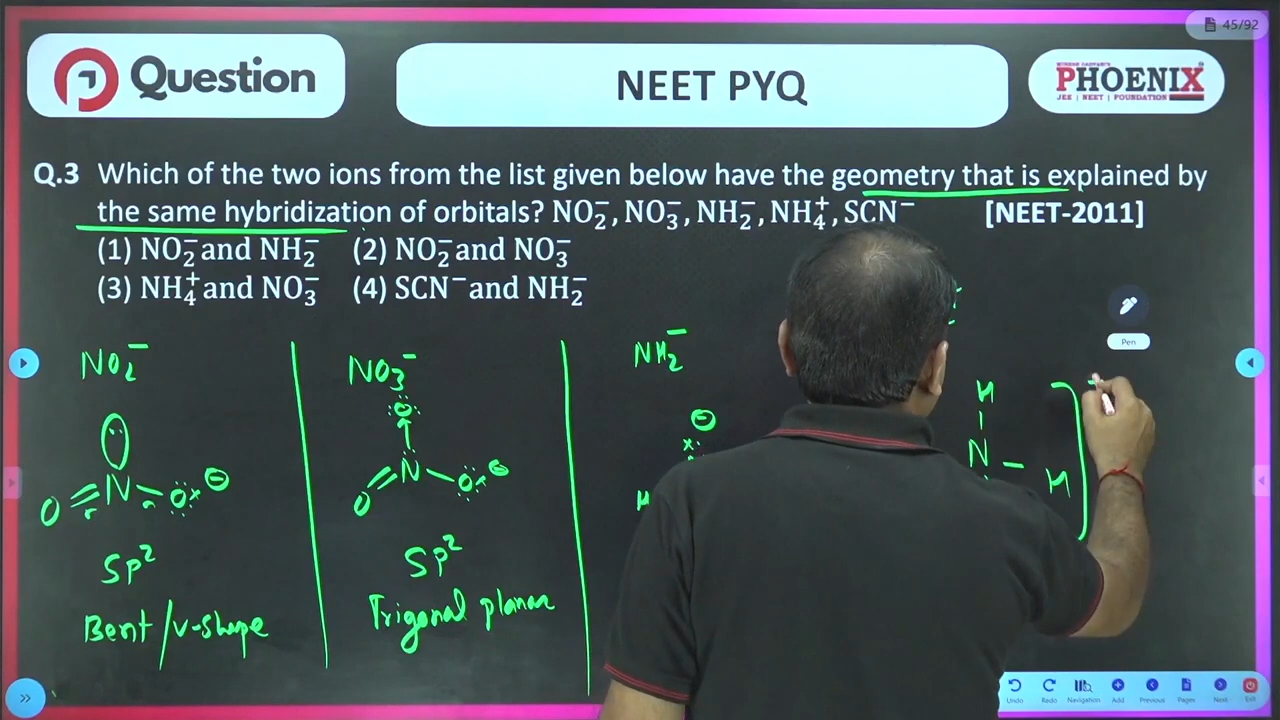 45/92
Question
NEET PYQ
PHOENIX
JEE | NEET | FOUNDATION
Q.3 Which of the two ions from the list given below have the geometry that is explained by
the same hybridization of orbitals? NO₂⁻, NO₃⁻, NH₂⁻, NH₄⁺, SCN⁻ [NEET-2011]
(1) NO₂⁻ and NH₂⁻ (2) NO₂⁻ and NO₃⁻
(3) NH₄⁺ and NO₃⁻ (4) SCN⁻ and NH₂⁻
Pen
NO₂⁻
O = N - O ⊖
Sp²
Bent / v-shape
NO₃⁻
O
O = N - O ⊖
Sp²
Trigonal planar
NH₂⁻
⊖
H
H
N - H
Undo Redo Navigation Add Previous Pages Next Exit